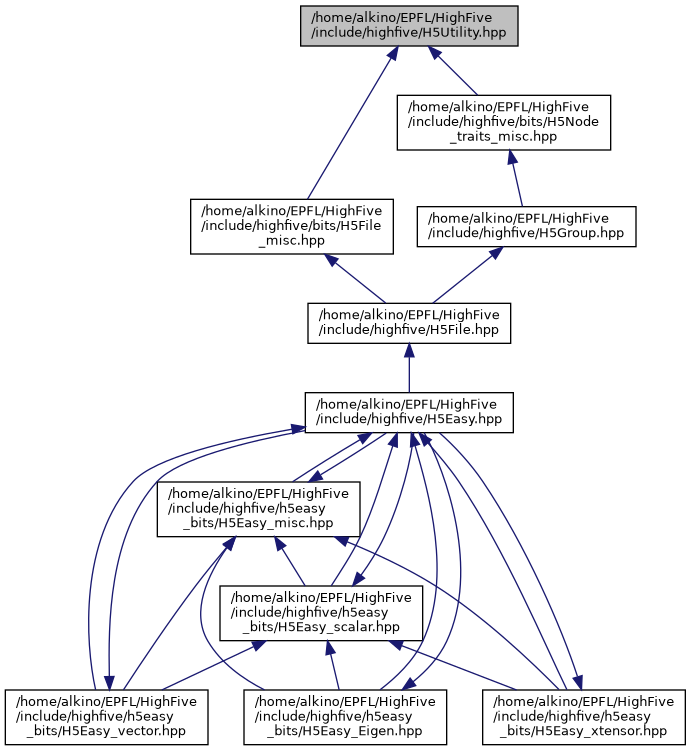 /home/alkino/EPFL/HighFive
/include/highfive/H5Utility.hpp
/home/alkino/EPFL/HighFive
/include/highfive/bits/H5Node
_traits_misc.hpp
/home/alkino/EPFL/HighFive
/include/highfive/bits/H5File
_misc.hpp
/home/alkino/EPFL/HighFive
/include/highfive/H5Group.hpp
/home/alkino/EPFL/HighFive
/include/highfive/H5File.hpp
/home/alkino/EPFL/HighFive
/include/highfive/H5Easy.hpp
/home/alkino/EPFL/HighFive
/include/highfive/h5easy
_bits/H5Easy_misc.hpp
/home/alkino/EPFL/HighFive
/include/highfive/h5easy
_bits/H5Easy_scalar.hpp
/home/alkino/EPFL/HighFive
/include/highfive/h5easy
_bits/H5Easy_vector.hpp
/home/alkino/EPFL/HighFive
/include/highfive/h5easy
_bits/H5Easy_Eigen.hpp
/home/alkino/EPFL/HighFive
/include/highfive/h5easy
_bits/H5Easy_xtensor.hpp